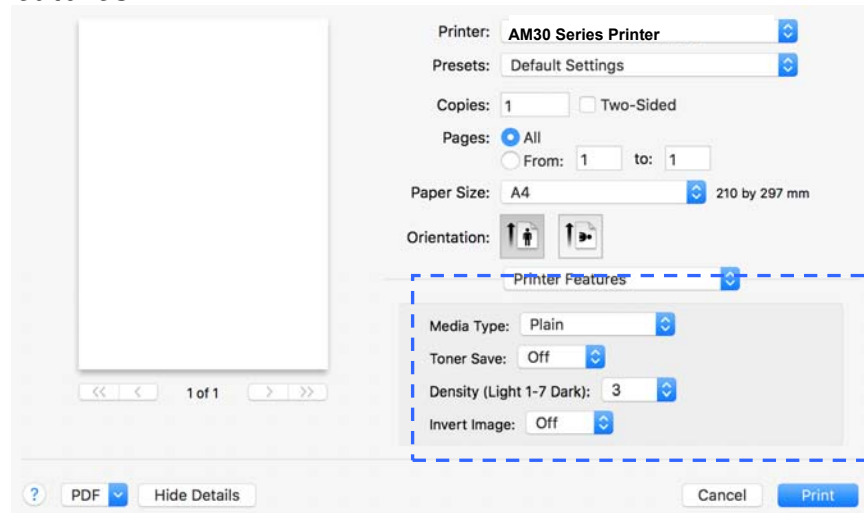 Printer: AM30 Series Printer
Presets: Default Settings
Copies: 1 Two-Sided
Pages: All
From: 1 to: 1
Paper Size: A4 210 by 297 mm
Orientation:
Printer Features
Media Type: Plain
Toner Save: Off
1 of 1
Density (Light 1-7 Dark): 3
Invert Image: Off
? PDF Hide Details Cancel Print